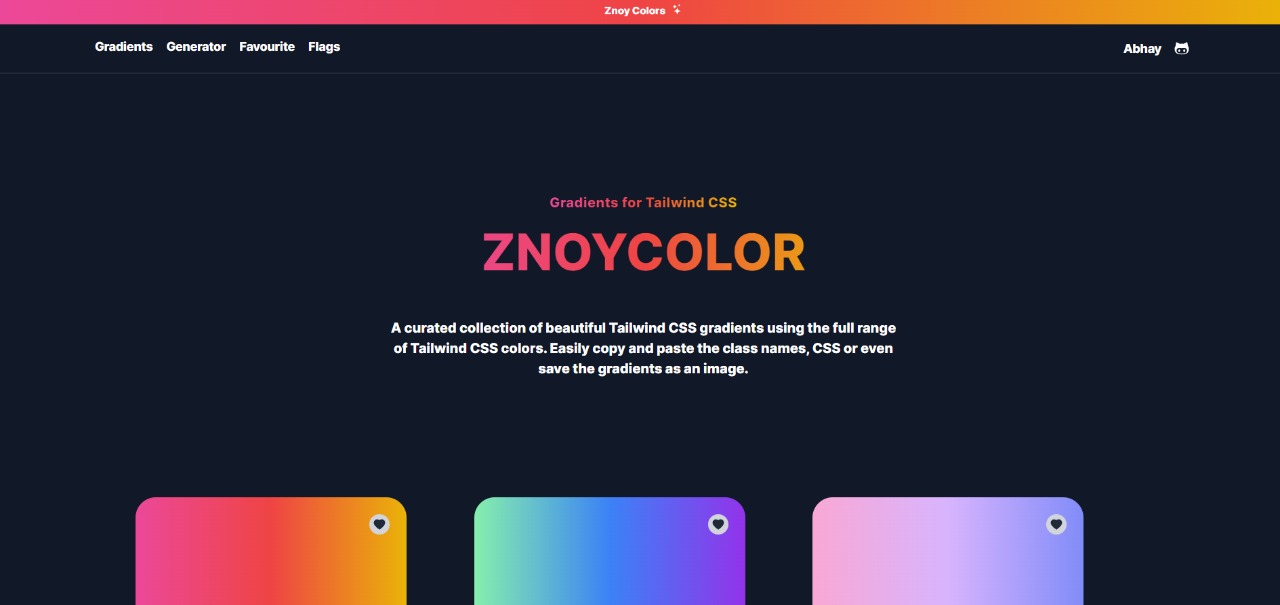 Znoy Colors
Gradients Generator Favourite Flags Abhay
Gradients for Tailwind CSS
ZNOYCOLOR
A curated collection of beautiful Tailwind CSS gradients using the full range
of Tailwind CSS colors. Easily copy and paste the class names, CSS or even
save the gradients as an image.